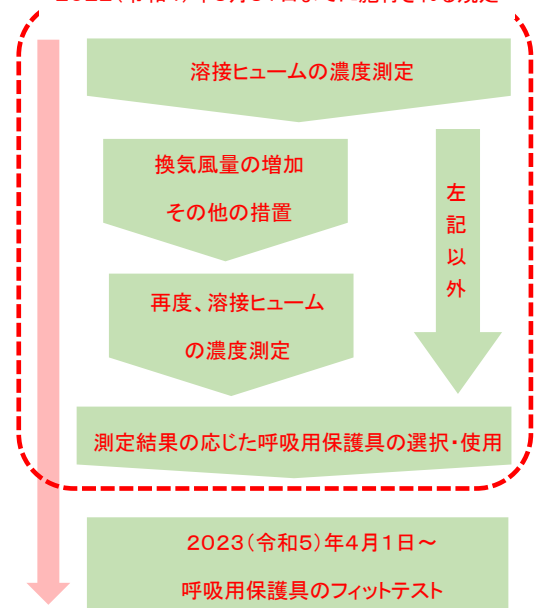 溶接ヒュームの濃度測定
換気風量の増加
その他の措置
左記以外
再度、溶接ヒューム
の濃度測定
測定結果の応じた呼吸用保護具の選択・使用
2023(令和5)年4月1日～
呼吸用保護具のフィットテスト